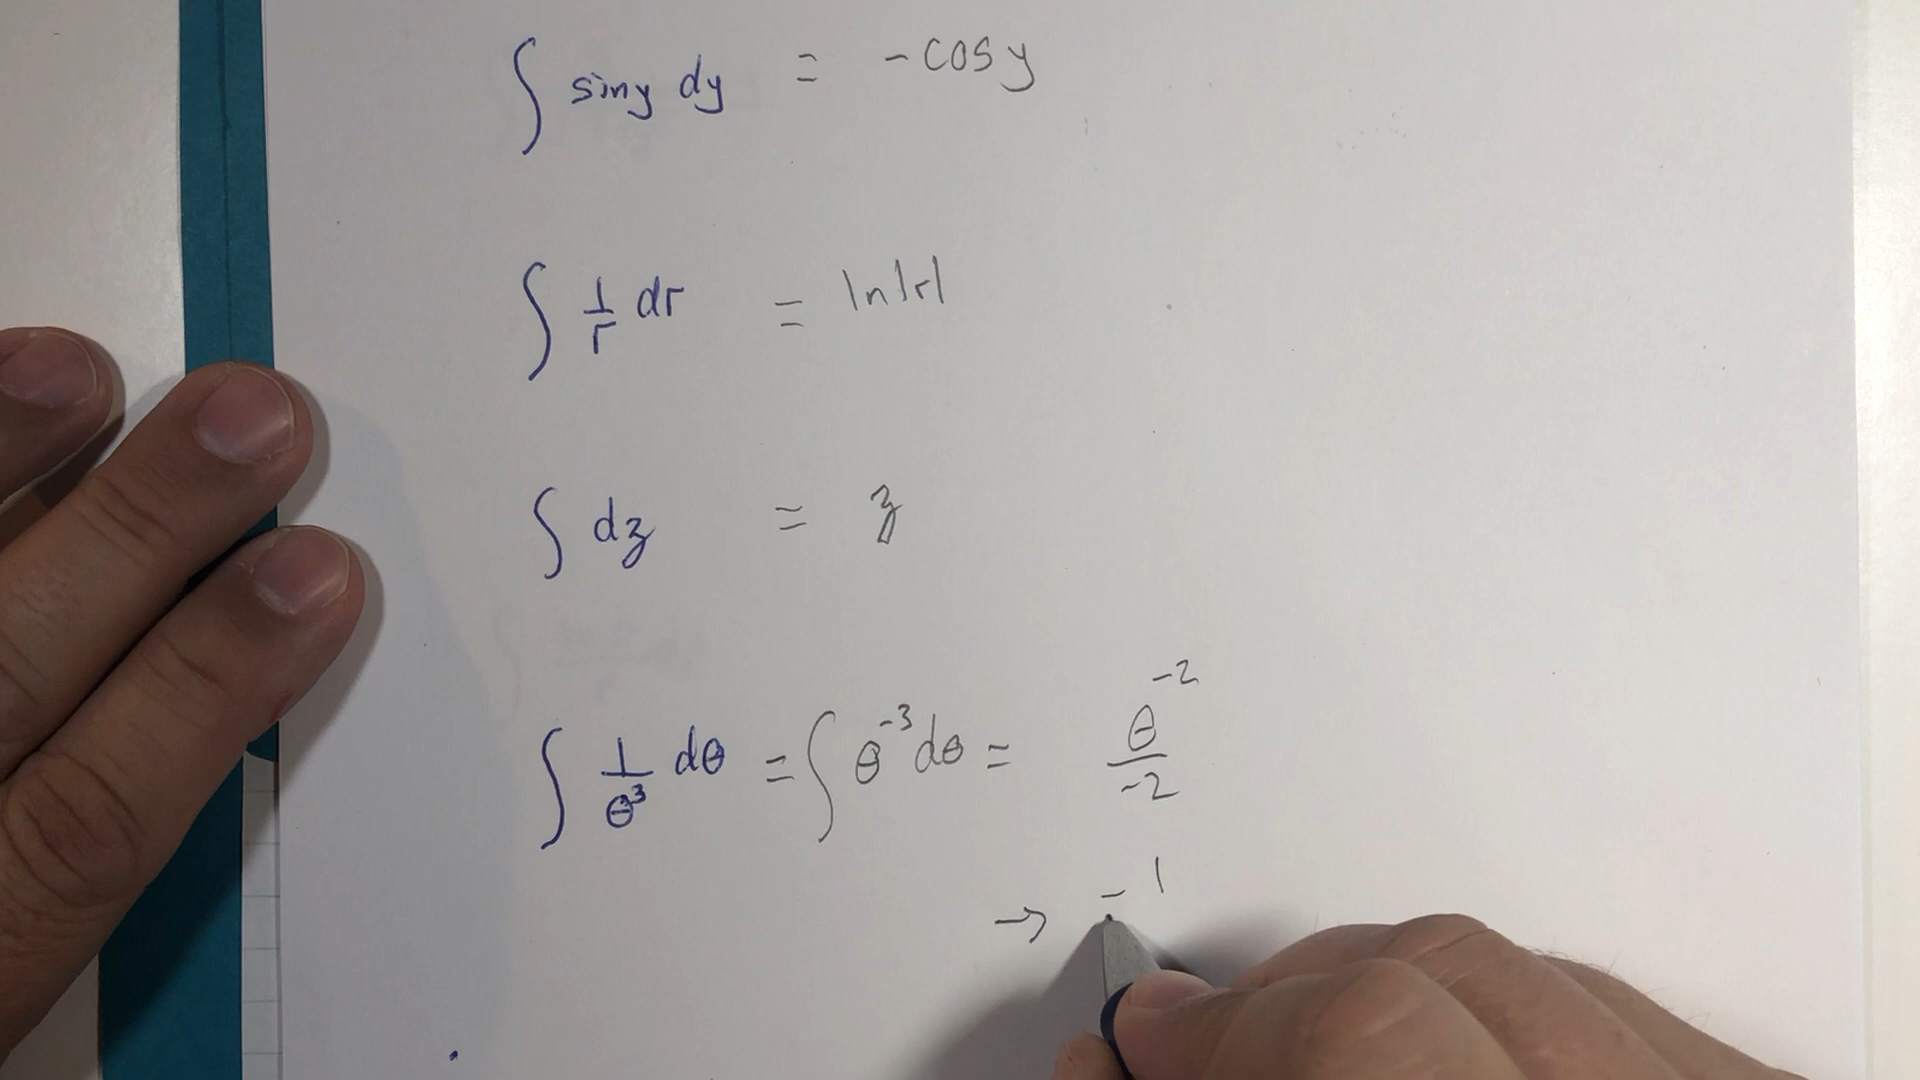 ∫ sin y dy = - cos y
∫ 1/r dr = ln|r|
∫ dz = z
∫ 1/θ³ dθ = ∫ θ⁻³ dθ = θ⁻²/-2
→ - 1